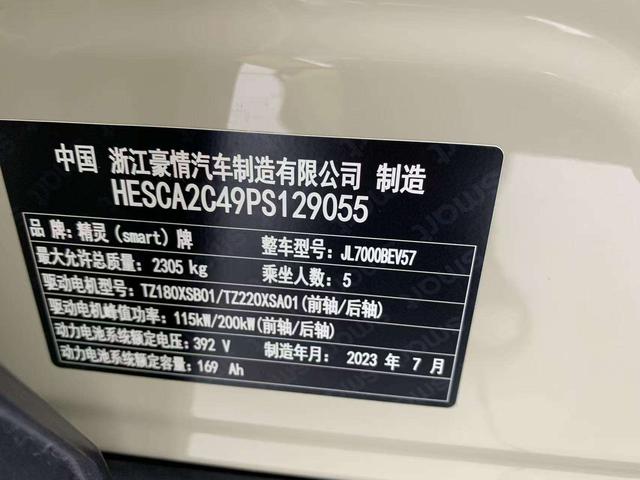 中国 浙江豪情汽车制造有限公司 制造
HESCA2C49PS129055
品牌:精灵(smart)牌 整车型号:JL7000BEV57
最大允许总质量:2305 kg 乘坐人数:5
驱动电机型号:TZ180XSB01/TZ220XSA01(前轴/后轴)
驱动电机峰值功率:115kW/200kW(前轴/后轴)
动力电池系统额定电压:392 V 制造年月:2023 年 7 月
动力电池系统额定容量:169 Ah